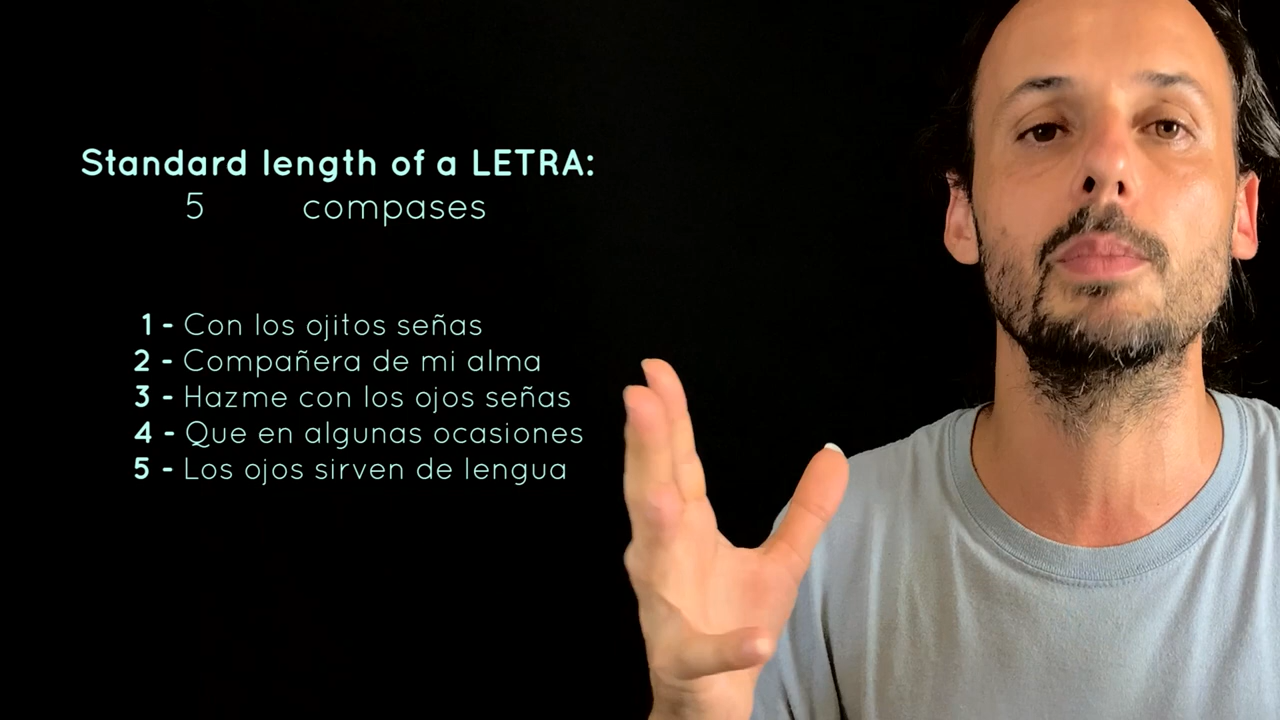 Standard length of a LETRA:
5 compases
1 - Con los ojitos señas
2 - Compañera de mi alma
3 - Hazme con los ojos señas
4 - Que en algunas ocasiones
5 - Los ojos sirven de lengua